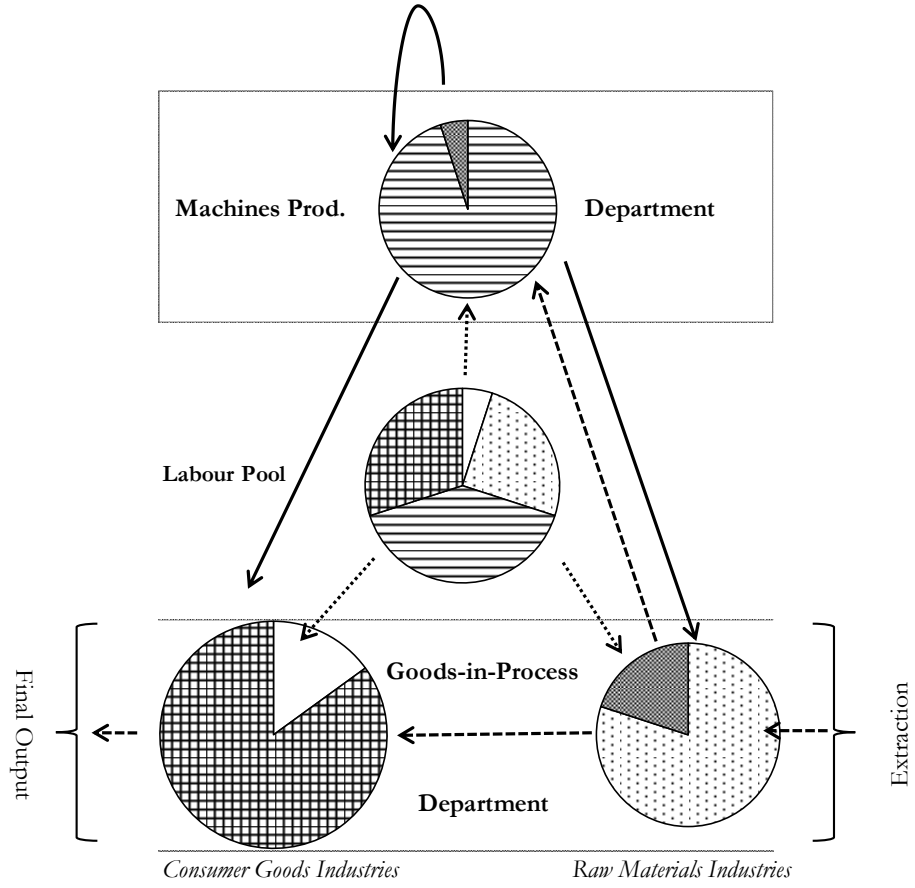 Machines Prod.
Department
Labour Pool
Goods-in-Process
Final Output
Extraction
Department
Consumer Goods Industries
Raw Materials Industries